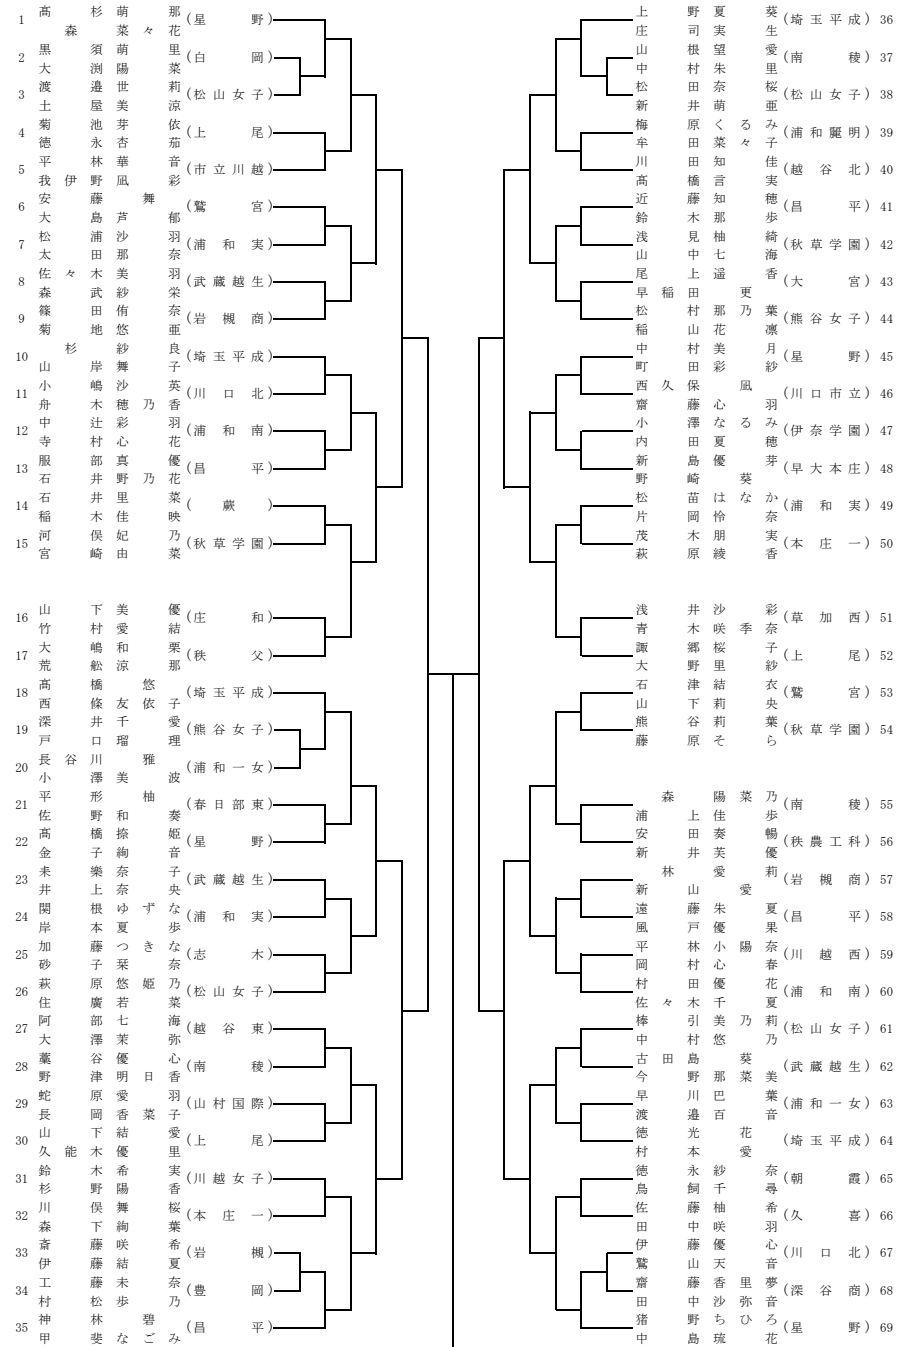 髙杉萌那
1 (星野)
森菜々花
黒須萌里
2 (白岡)
大渕陽菜
渡邉世莉
3 (松山女子)
土屋美涼
菊池芽依
4 (上尾)
徳永杏茄
平林華音
5 (市立川越)
我伊野凪彩
安藤舞
6 (鷲宮)
大島芦郁
松浦沙羽
7 (浦和実)
太田那奈
佐々木美羽
8 (武蔵越生)
森武紗栄
篠田侑奈
9 (岩槻商)
菊地悠亜
杉紗良
10 (埼玉平成)
山岸舞子
小嶋沙英
11 (川口北)
舟木穂乃香
中辻彩羽
12 (浦和南)
寺村心花
服部真優
13 (昌平)
石井野乃花
石井里菜
14 (蕨)
稲木佳映
河俣妃乃
15 (秋草学園)
宮崎由菜
山下美優
16 (庄和)
竹村愛結
大嶋和栗
17 (秩父)
荒舩涼那
髙橋悠
18 (埼玉平成)
西條友依子
深井千愛
19 (熊谷女子)
戸口瑠理
長谷川雅
20 (浦和一女)
小澤美波
平形柚
21 (春日部東)
佐野和奏
髙橋捺姫
22 (星野)
金子絢音
未樂奈子
23 (武蔵越生)
井上奈央
関根ゆずな
24 (浦和実)
岸本夏歩
加藤つきな
25 (志木)
砂子栞奈
萩原悠姫乃
26 (松山女子)
住廣若菜
阿部七海
27 (越谷東)
大澤茉弥
藁谷優心
28 (南稜)
野津明日香
蛇原愛羽
29 (山村国際)
長岡香菜子
山下結愛
30 (上尾)
久能木優里
鈴木希実
31 (川越女子)
杉野陽香
川俣舞桜
32 (本庄一)
森下絢葉
斎藤咲希
33 (岩槻)
伊藤結夏
工藤未奈
34 (豊岡)
村松歩乃
神林碧
35 (昌平)
甲斐なごみ
上野夏葵
(埼玉平成) 36
庄司実生
山根望愛
(南稜) 37
中村朱里
松田奈桜
(松山女子) 38
新井萌亜
梅原くるみ
(浦和麗明) 39
牟田菜々子
川田知佳
(越谷北) 40
髙橋言実
近藤知穂
(昌平) 41
鈴木那歩
浅見柚綺
(秋草学園) 42
山中七海
尾上遥香
(大宮) 43
早稲田更
松村那乃葉
(熊谷女子) 44
稲山花凛
中村美月
(星野) 45
町田彩紗
西久保凪
(川口市立) 46
齋藤心羽
小澤なるみ
(伊奈学園) 47
内田夏穂
新島優芽
(早大本庄) 48
野崎葵
松苗はなか
(浦和実) 49
片岡怜奈
茂木朋実
(本庄一) 50
萩原綾香
浅井沙彩
(草加西) 51
青木咲季奈
諏郷桜子
(上尾) 52
大野里紗
石津結衣
(鷲宮) 53
山下莉央
熊谷莉葉
(秋草学園) 54
藤原そら
森陽菜乃
(南稜) 55
浦上佳歩
安田奏暢
(秩農工科) 56
新井芙優
林愛莉
(岩槻商) 57
新山愛
遠藤朱夏
(昌平) 58
風戸優果
平林小陽奈
(川越西) 59
岡村心春
村田優花
(浦和南) 60
佐々木千夏
棒引美乃莉
(松山女子) 61
中村悠乃
古田島葵
(武蔵越生) 62
今野那菜美
早川巴葉
(浦和一女) 63
渡邉百音
徳光花
(埼玉平成) 64
村本愛
徳永紗奈
(朝霞) 65
鳥飼千尋
佐藤柚希
(久喜) 66
田中咲羽
伊藤優心
(川口北) 67
鷲山天音
齋藤香里夢
(深谷商) 68
田中沙弥音
猪野ちひろ
(星野) 69
中島琉花